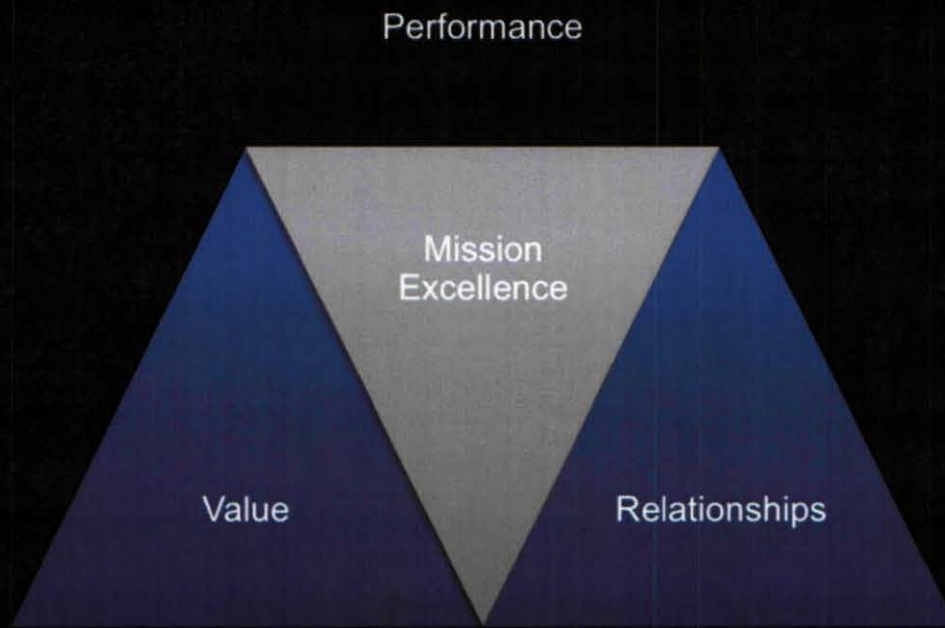 Performance
Mission
Excellence
Value
Relationships